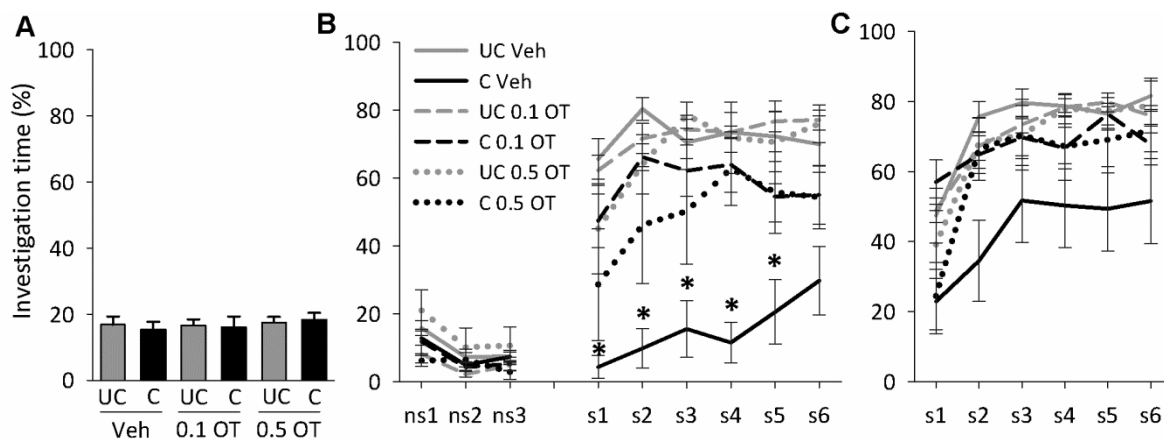 A
Investigation time (%)
100
80
60
40
20
0
UC C UC C UC C
Veh 0.1 OT 0.5 OT
B
100
80
60
40
20
0
UC Veh
C Veh
UC 0.1 OT
C 0.1 OT
UC 0.5 OT
C 0.5 OT
* * * * *
ns1 ns2 ns3 s1 s2 s3 s4 s5 s6
C
100
80
60
40
20
0
s1 s2 s3 s4 s5 s6